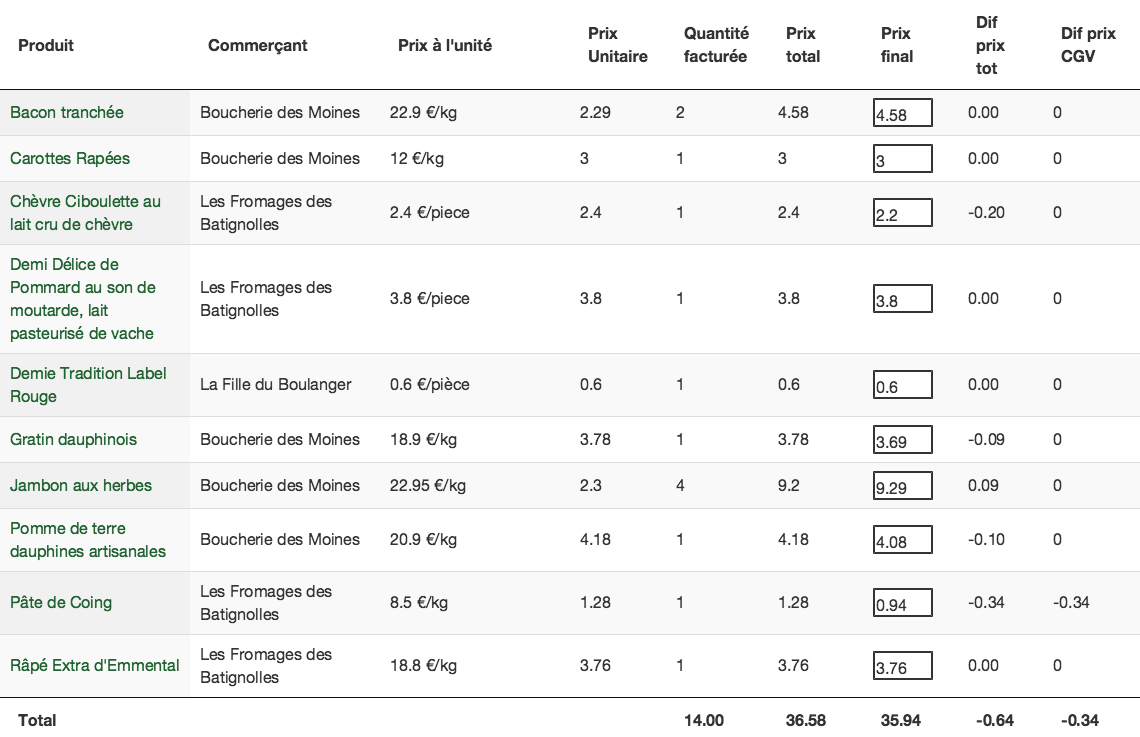 Produit Commerçant Prix à l'unité Prix Unitaire Quantité facturée Prix total Prix final Dif prix tot Dif prix CGV
Bacon tranchée Boucherie des Moines 22.9 €/kg 2.29 2 4.58 4.58 0.00 0
Carottes Rapées Boucherie des Moines 12 €/kg 3 1 3 3 0.00 0
Chèvre Ciboulette au lait cru de chèvre Les Fromages des Batignolles 2.4 €/piece 2.4 1 2.4 2.2 -0.20 0
Demi Délice de Pommard au son de moutarde, lait pasteurisé de vache Les Fromages des Batignolles 3.8 €/piece 3.8 1 3.8 3.8 0.00 0
Demie Tradition Label Rouge La Fille du Boulanger 0.6 €/pièce 0.6 1 0.6 0.6 0.00 0
Gratin dauphinois Boucherie des Moines 18.9 €/kg 3.78 1 3.78 3.69 -0.09 0
Jambon aux herbes Boucherie des Moines 22.95 €/kg 2.3 4 9.2 9.29 0.09 0
Pomme de terre dauphines artisanales Boucherie des Moines 20.9 €/kg 4.18 1 4.18 4.08 -0.10 0
Pâte de Coing Les Fromages des Batignolles 8.5 €/kg 1.28 1 1.28 0.94 -0.34 -0.34
Râpé Extra d'Emmental Les Fromages des Batignolles 18.8 €/kg 3.76 1 3.76 3.76 0.00 0
Total 14.00 36.58 35.94 -0.64 -0.34